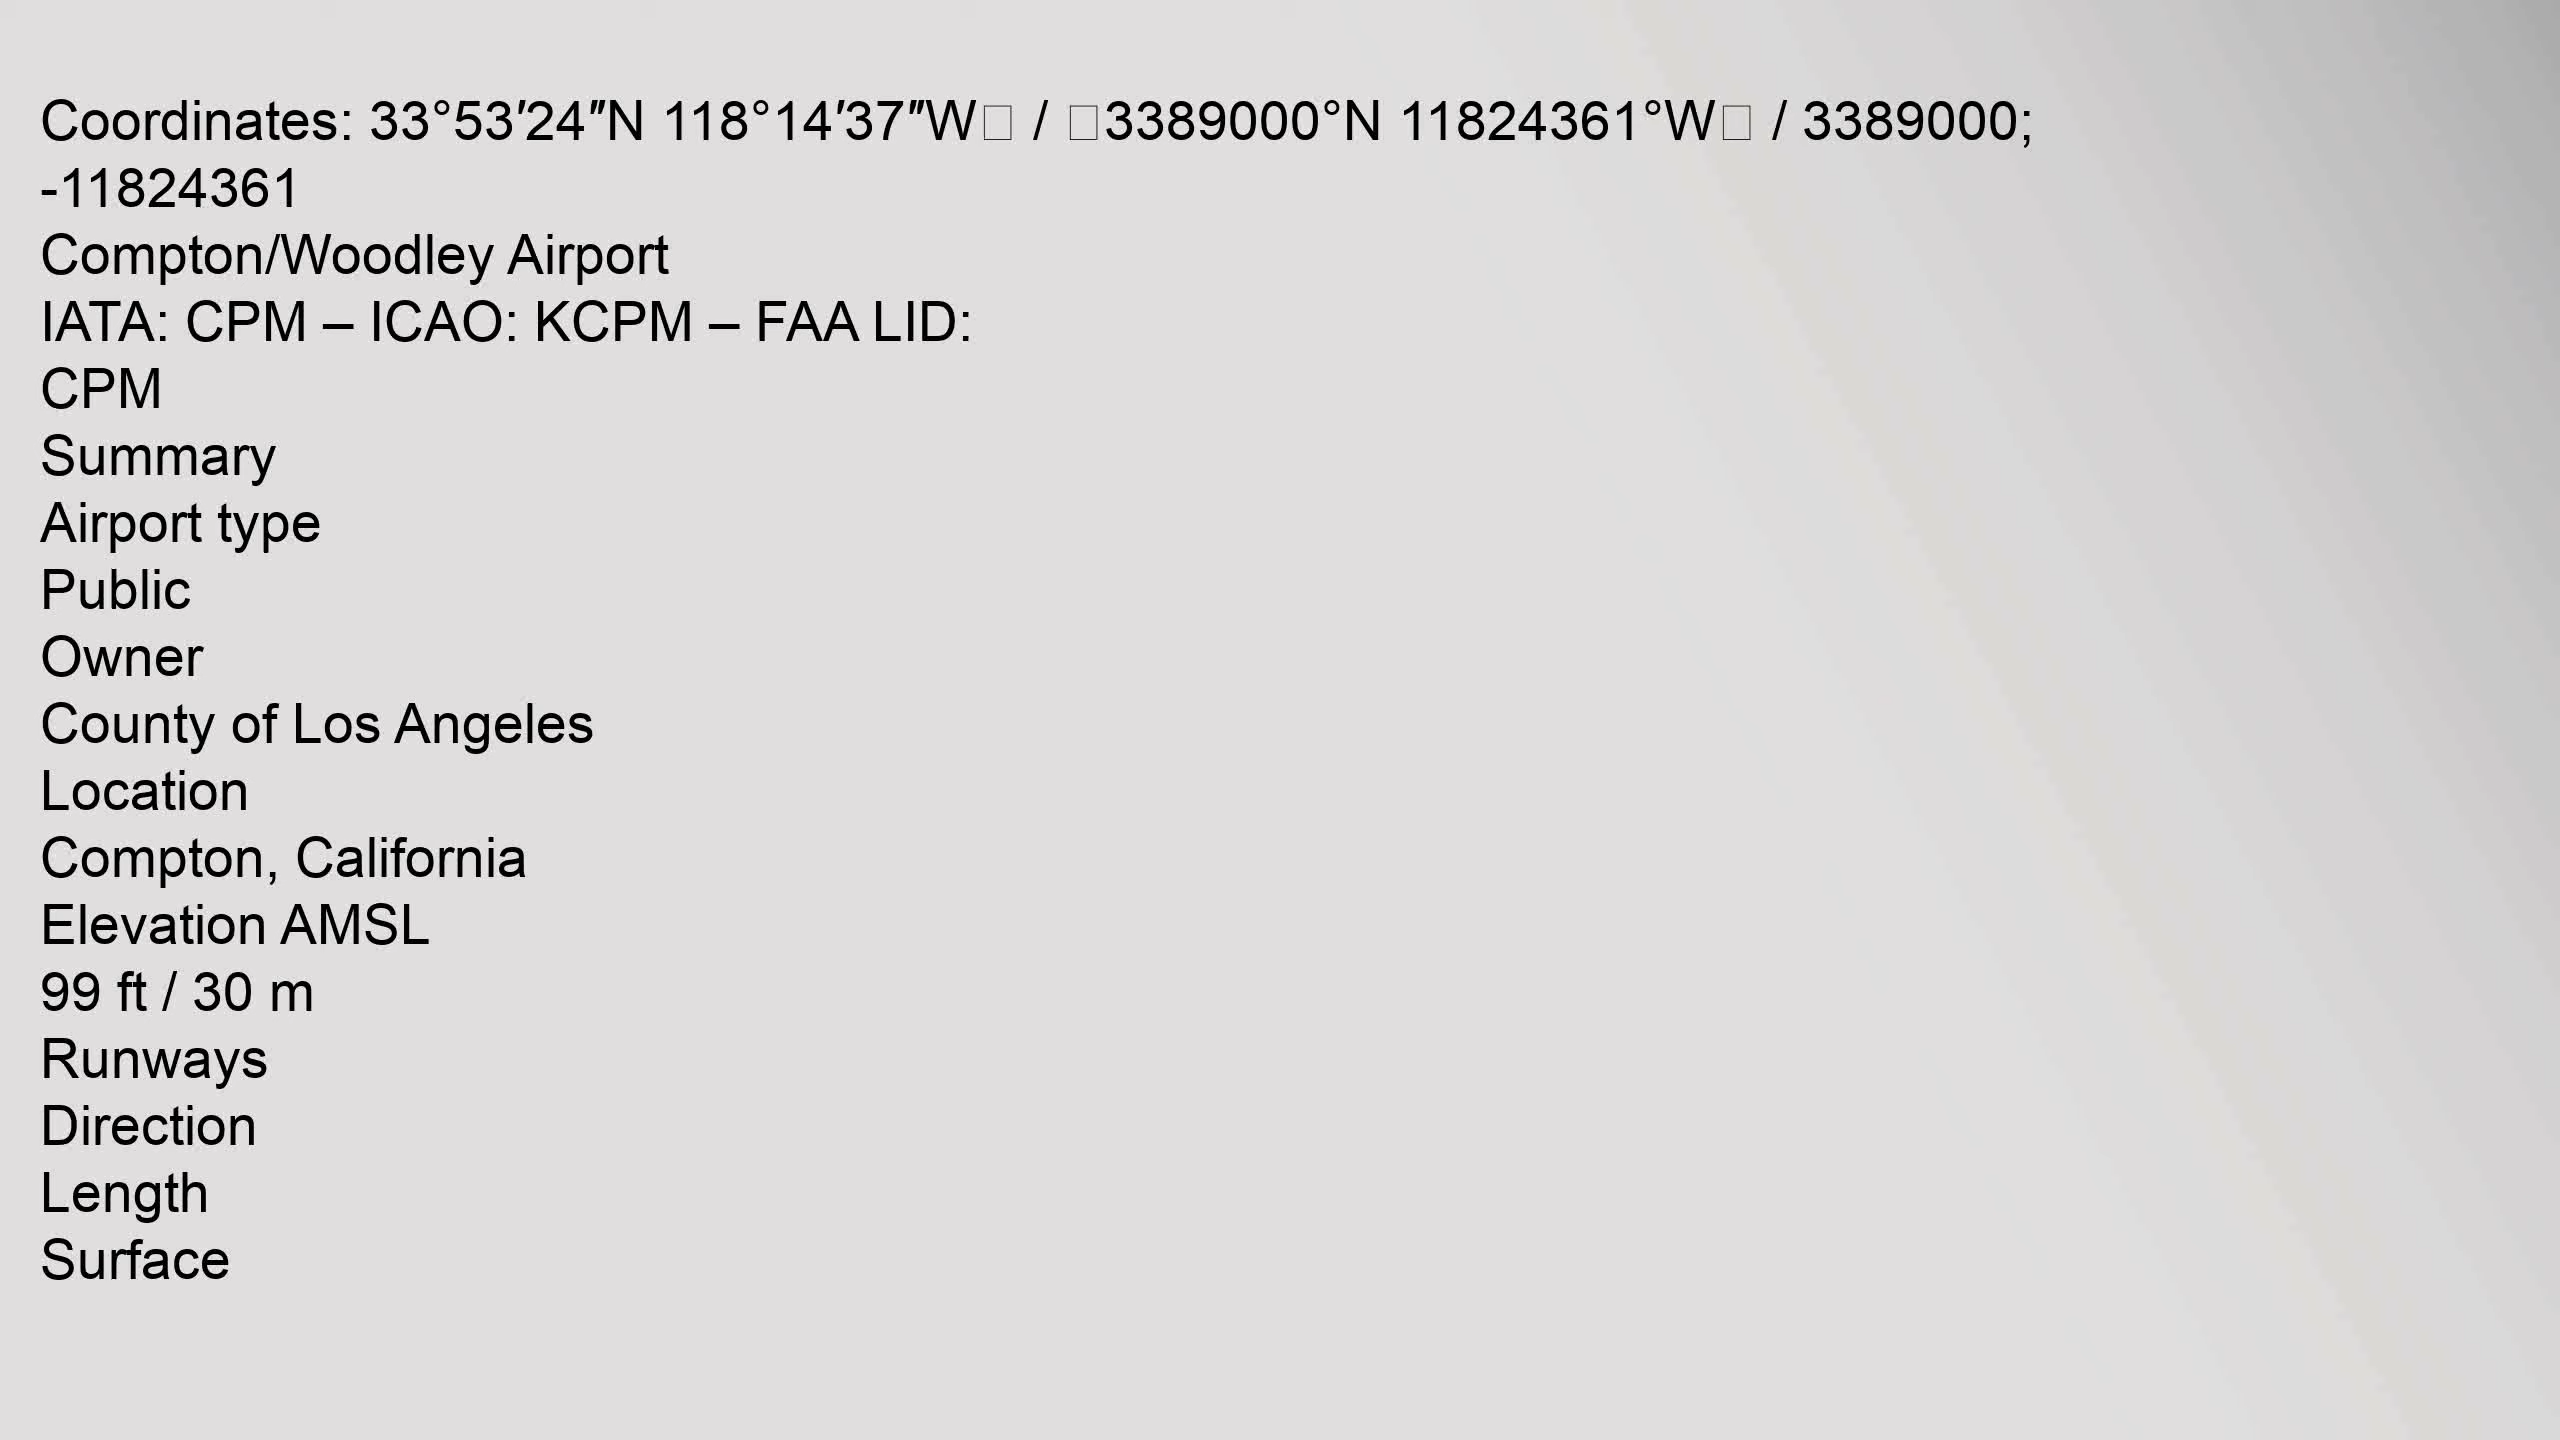 Coordinates: 33°53′24″N 118°14′37″W□ / □3389000°N 11824361°W□ / 3389000;
-11824361
Compton/Woodley Airport
IATA: CPM – ICAO: KCPM – FAA LID:
CPM
Summary
Airport type
Public
Owner
County of Los Angeles
Location
Compton, California
Elevation AMSL
99 ft / 30 m
Runways
Direction
Length
Surface